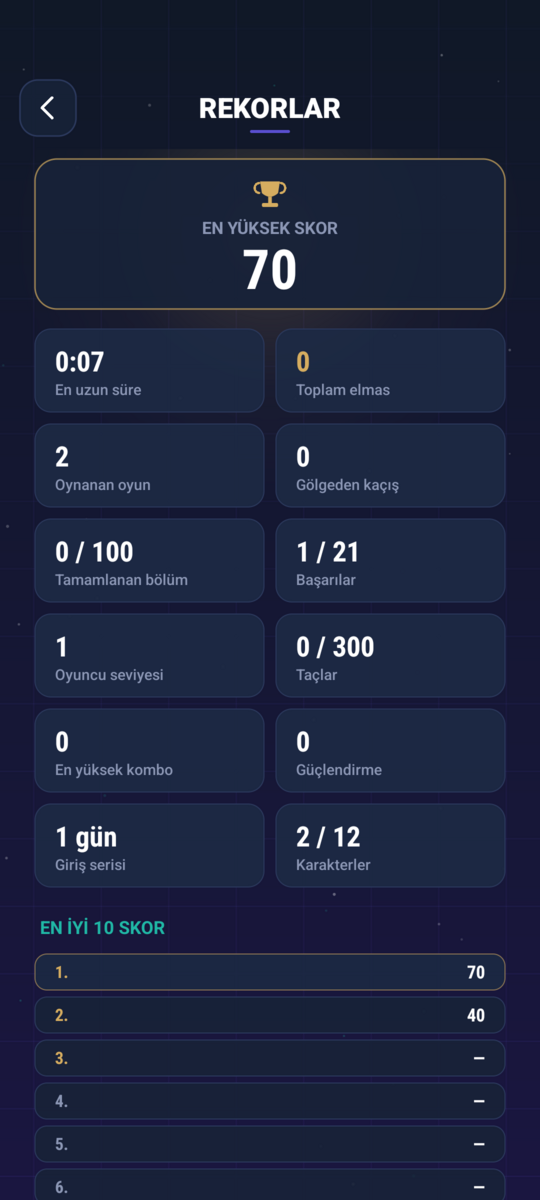 REKORLAR
EN YÜKSEK SKOR
70
0:07
En uzun süre
0
Toplam elmas
2
Oynanan oyun
0
Gölgeden kaçış
0 / 100
Tamamlanan bölüm
1 / 21
Başarılar
1
Oyuncu seviyesi
0 / 300
Taçlar
0
En yüksek kombo
0
Güçlendirme
1 gün
Giriş serisi
2 / 12
Karakterler
EN İYİ 10 SKOR
1. 70
2. 40
3. –
4. –
5. –
6. –